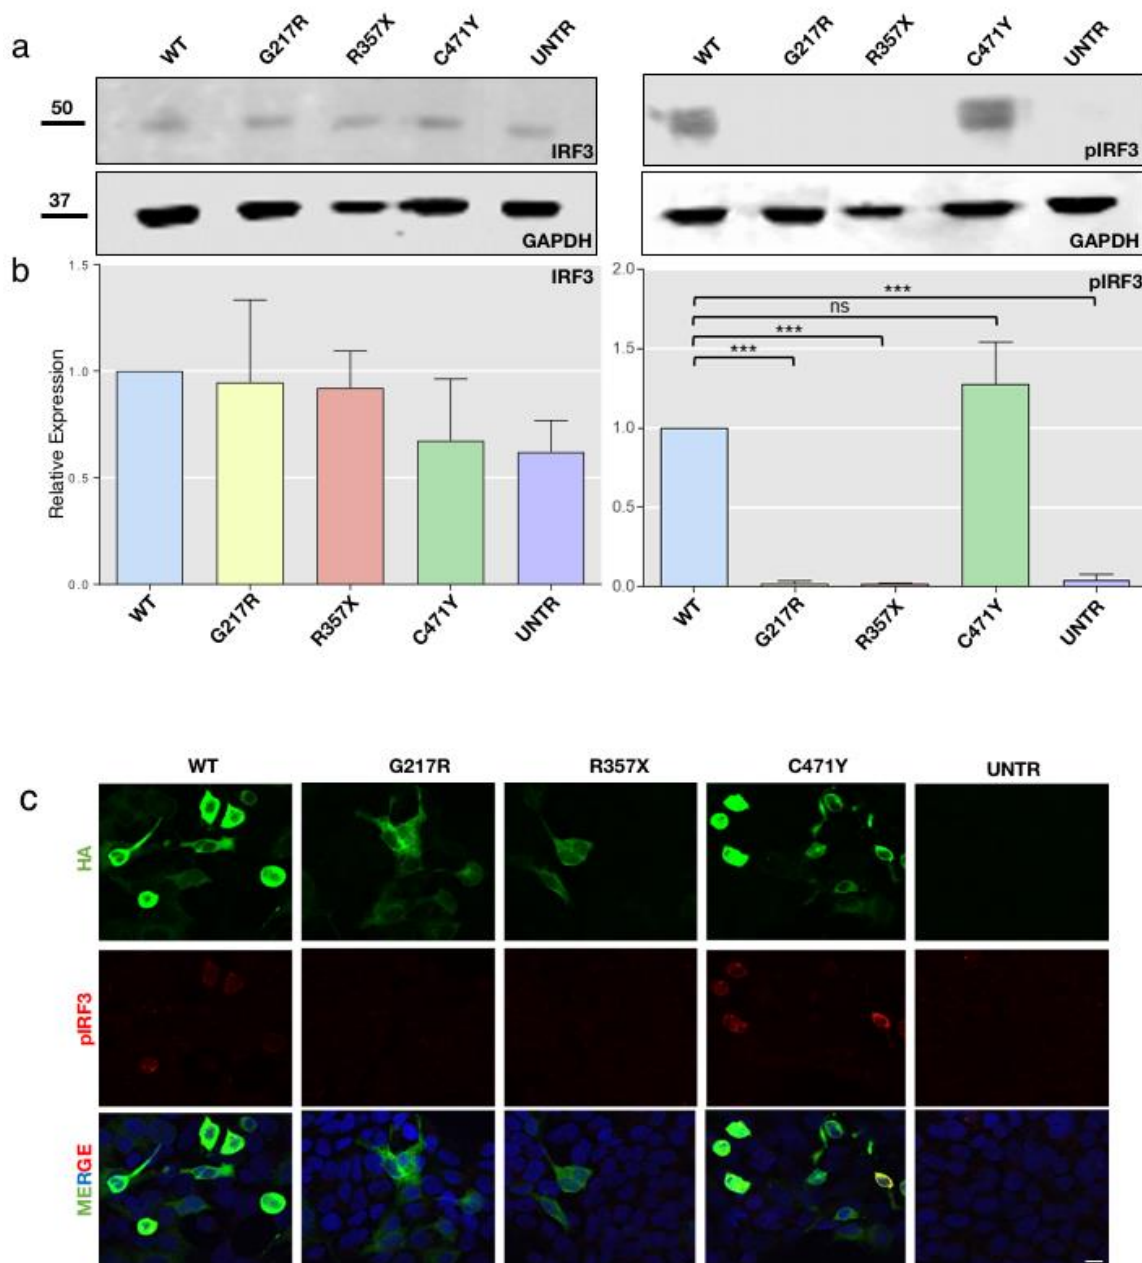 a
WT G217R R357X C471Y UNTR
50
IRF3
37
GAPDH
WT G217R R357X C471Y UNTR
pIRF3
GAPDH
b
IRF3
Relative Expression
1.5
1.0
0.5
0.0
WT G217R R357X C471Y UNTR
pIRF3
2.0
1.5
1.0
0.5
0.0
***
ns
***
***
WT G217R R357X C471Y UNTR
c
WT G217R R357X C471Y UNTR
HA
pIRF3
MERGE